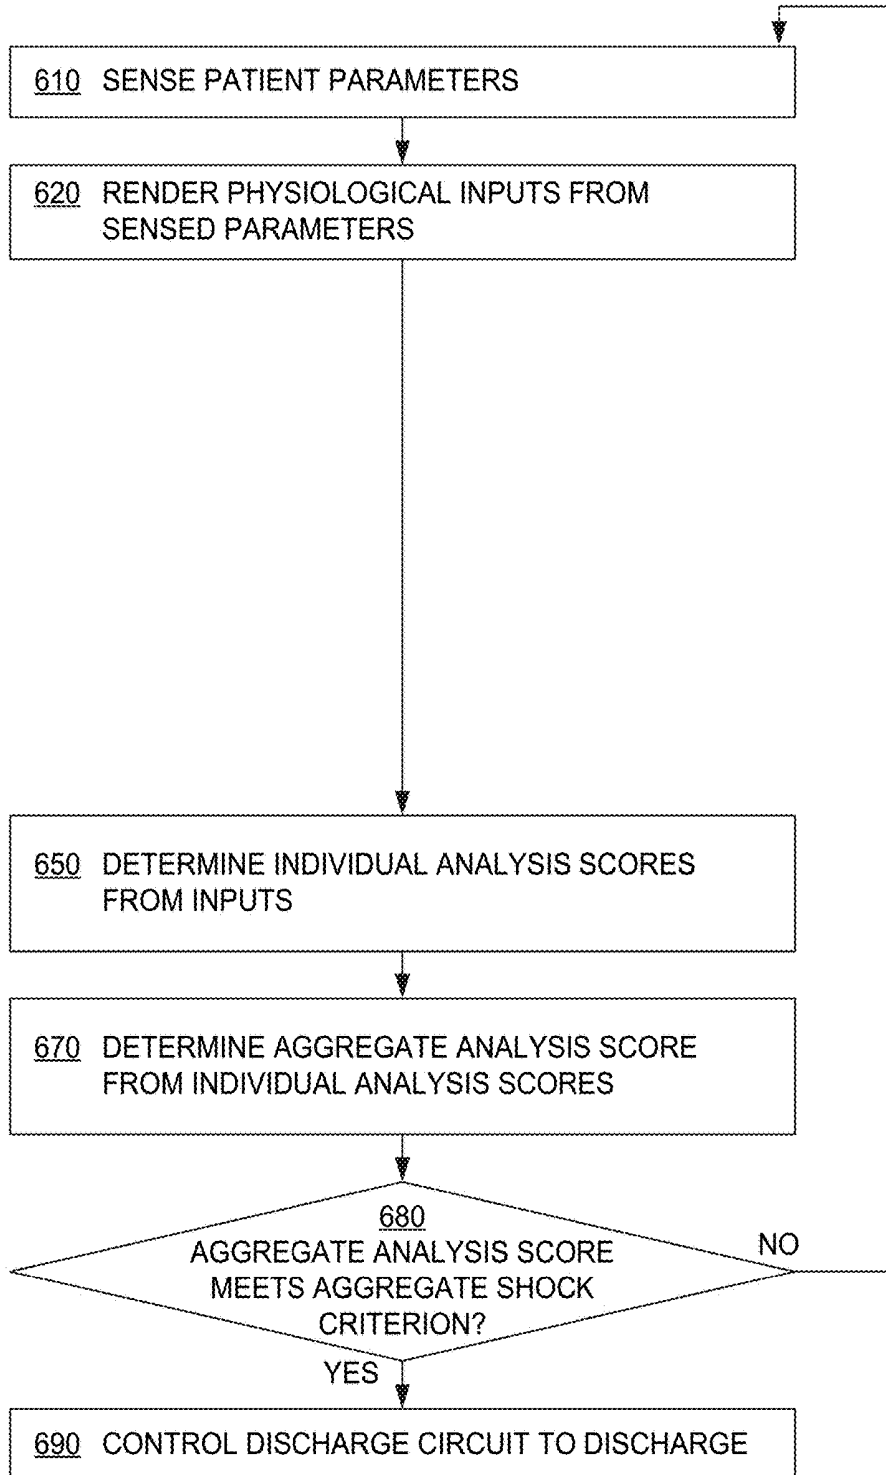 610 SENSE PATIENT PARAMETERS
620 RENDER PHYSIOLOGICAL INPUTS FROM
SENSED PARAMETERS
650 DETERMINE INDIVIDUAL ANALYSIS SCORES
FROM INPUTS
670 DETERMINE AGGREGATE ANALYSIS SCORE
FROM INDIVIDUAL ANALYSIS SCORES
680
AGGREGATE ANALYSIS SCORE
MEETS AGGREGATE SHOCK
CRITERION?
NO
YES
690 CONTROL DISCHARGE CIRCUIT TO DISCHARGE